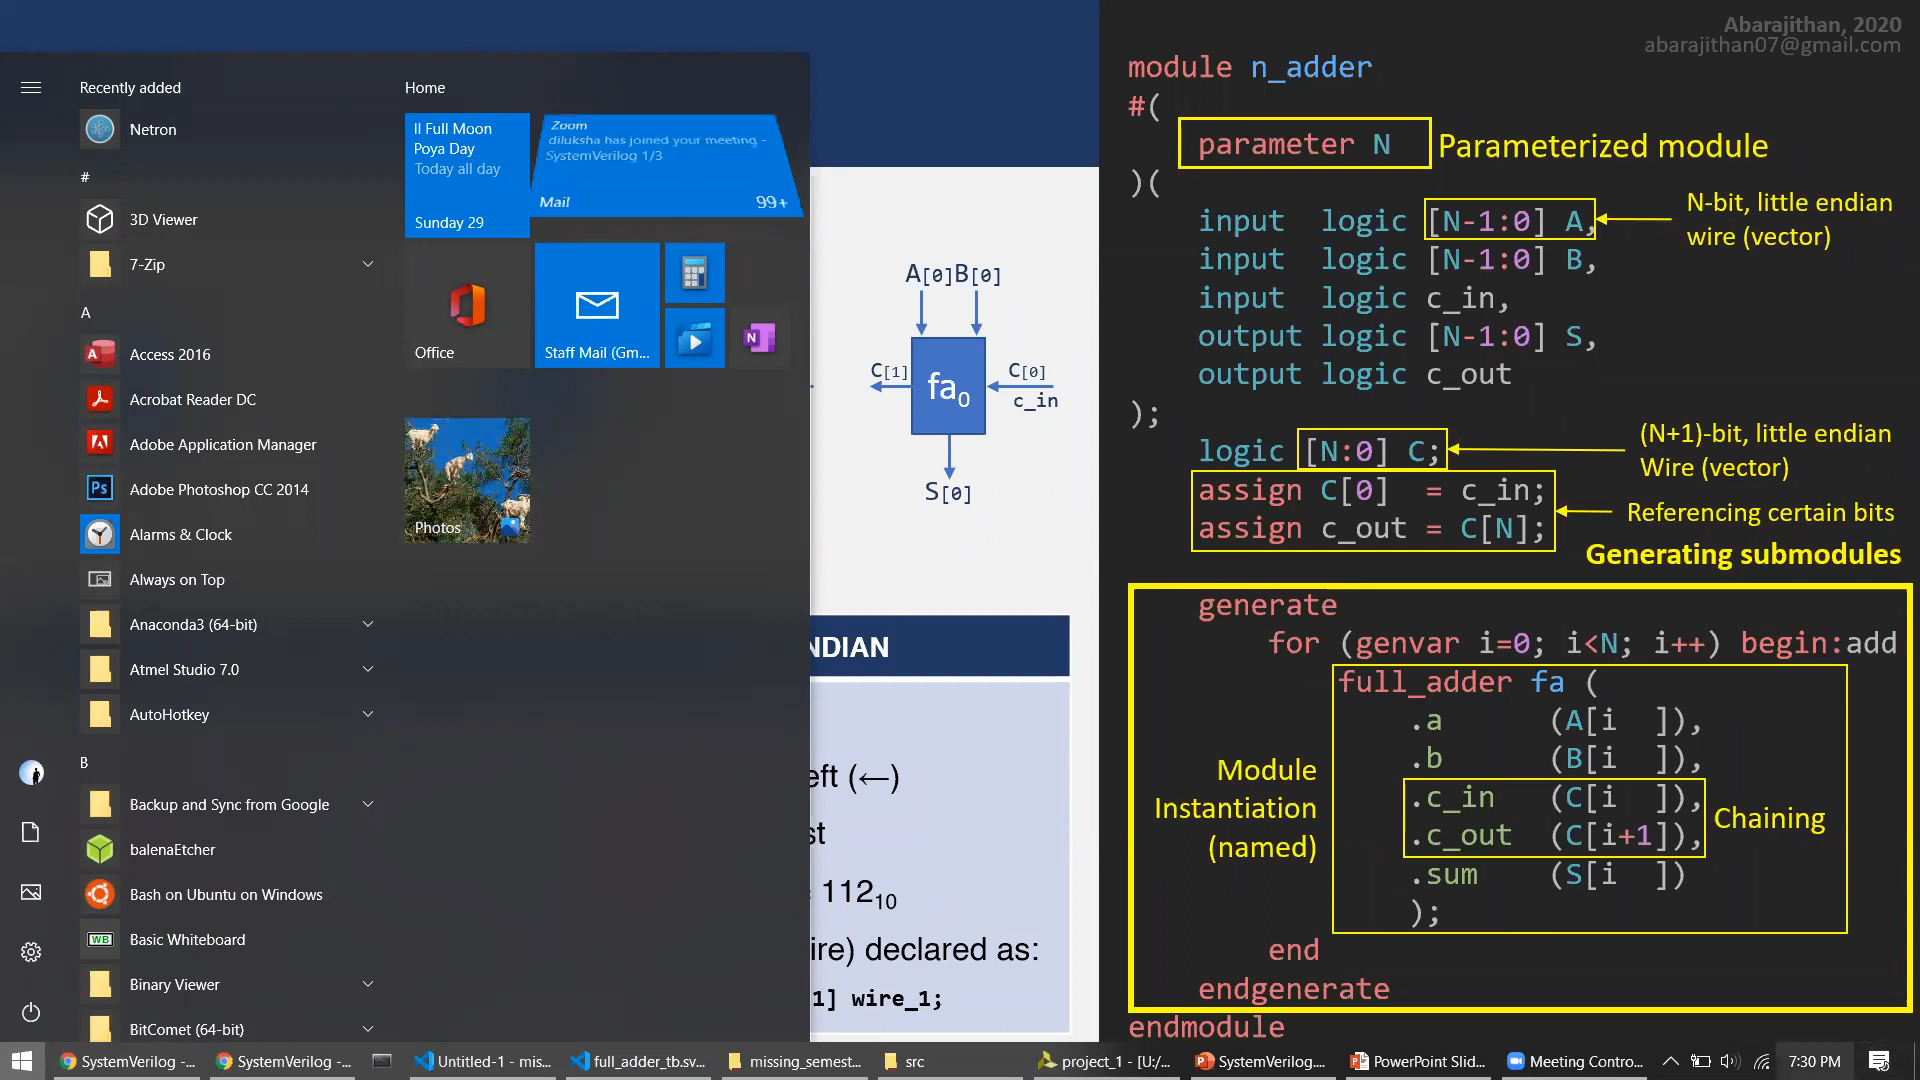 Recently added
Netron
#
3D Viewer
7-Zip
A
Access 2016
Acrobat Reader DC
Adobe Application Manager
Adobe Photoshop CC 2014
Alarms & Clock
Always on Top
Anaconda3 (64-bit)
Atmel Studio 7.0
AutoHotkey
B
Backup and Sync from Google
balenaEtcher
Bash on Ubuntu on Windows
Basic Whiteboard
Binary Viewer
BitComet (64-bit)
Home
II Full Moon
Poya Day
Today all day
Sunday 29
Zoom
diluksha has joined your meeting -
SystemVerilog 1/3
Mail
99+
Office
Staff Mail (Gm...
Photos
A[0]B[0]
C[1]
fa0
C[0]
c_in
S[0]
NDIAN
eft (←)
st
112₁₀
ire) declared as:
1] wire_1;
Abarajithan, 2020
abarajithan07@gmail.com
module n_adder
#(
parameter N
Parameterized module
)(
input logic [N-1:0] A,
N-bit, little endian
wire (vector)
input logic [N-1:0] B,
input logic c_in,
output logic [N-1:0] S,
output logic c_out
);
logic [N:0] C;
(N+1)-bit, little endian
Wire (vector)
assign C[0] = c_in;
assign c_out = C[N];
Referencing certain bits
Generating submodules
generate
for (genvar i=0; i<N; i++) begin:add
full_adder fa (
.a (A[i ]),
.b (B[i ]),
.c_in (C[i ]),
.c_out (C[i+1]),
.sum (S[i ])
);
Module
Instantiation
(named)
Chaining
end
endgenerate
endmodule
SystemVerilog -...
SystemVerilog -...
Untitled-1 - mis...
full_adder_tb.sv...
missing_semest...
src
project_1 - [U:/...
SystemVerilog....
PowerPoint Slid...
Meeting Contro...
7:30 PM